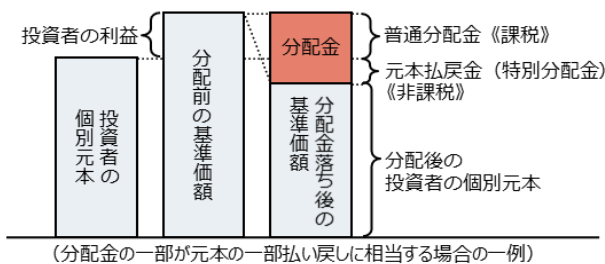 投資者の利益
投資者の
個別元本
分配前の基準価額
分配金
分配金落ち後の
基準価額
普通分配金《課税》
元本払戻金（特別分配金）
《非課税》
分配後の
投資者の個別元本
（分配金の一部が元本の一部払い戻しに相当する場合の一例）